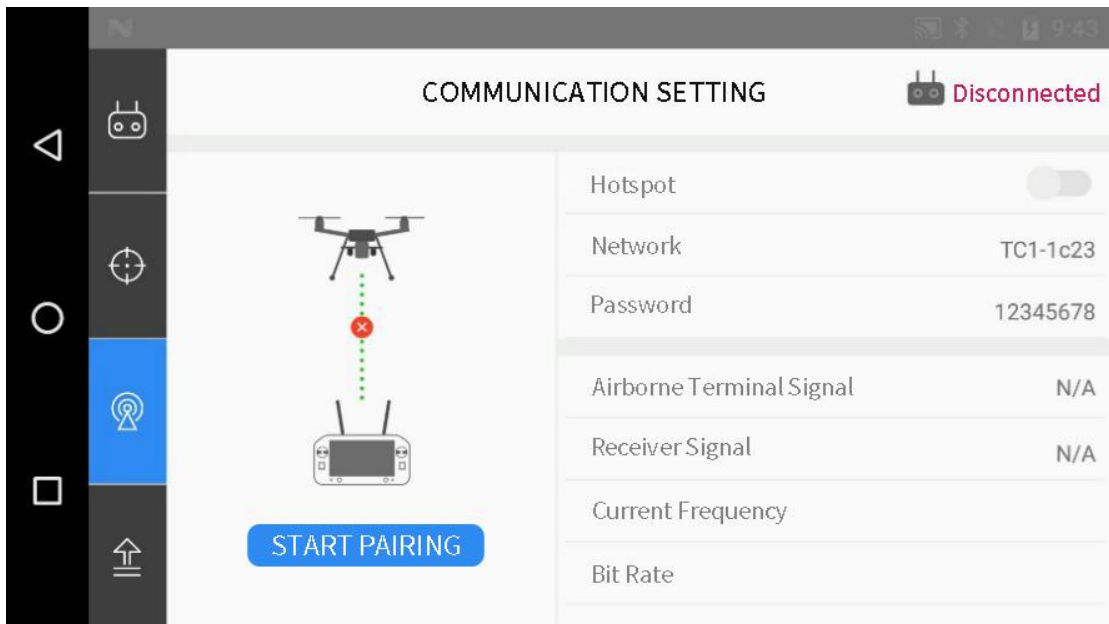 9:43
COMMUNICATION SETTING
Disconnected
Hotspot
Network TC1-1c23
Password 12345678
Airborne Terminal Signal N/A
Receiver Signal N/A
Current Frequency
Bit Rate
START PAIRING